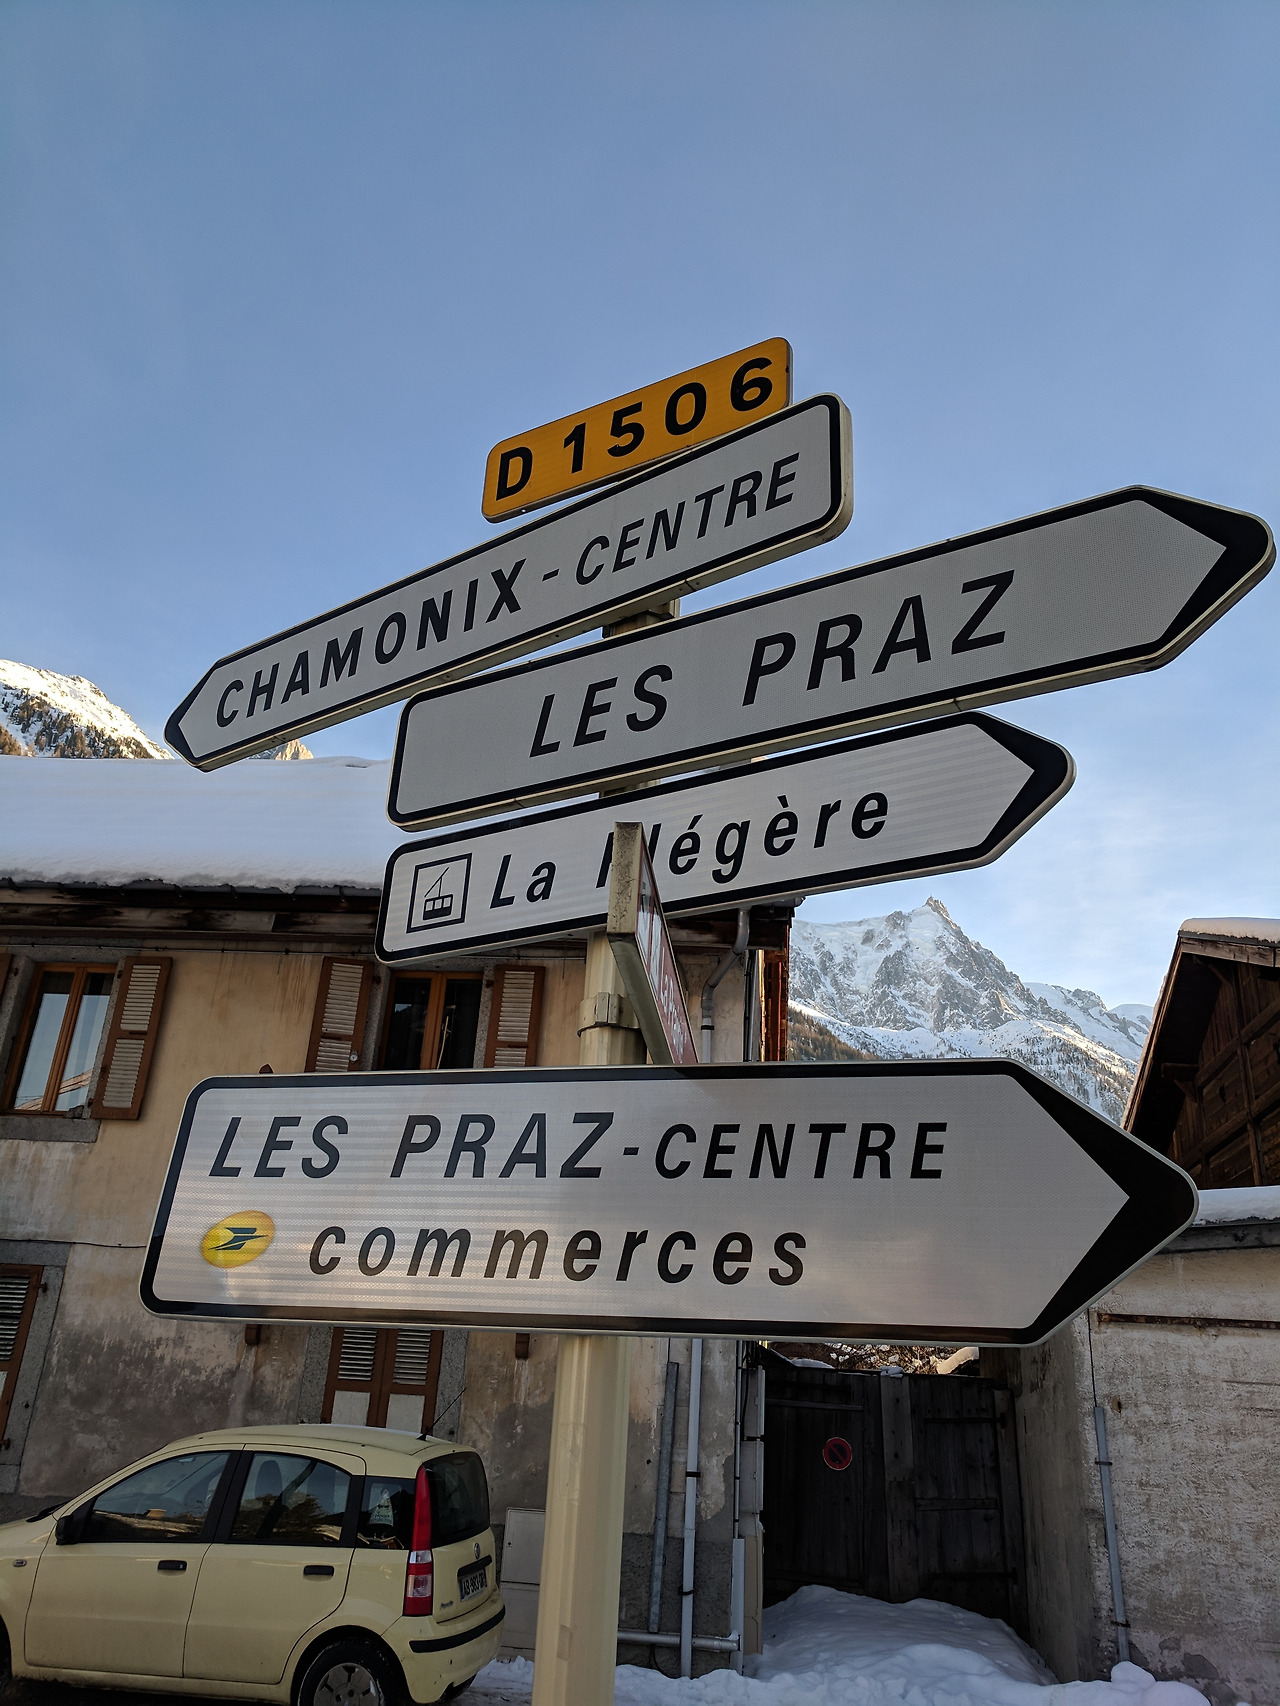 D 1506
CHAMONIX - CENTRE
LES PRAZ
La Flégère
LES PRAZ - CENTRE
commerces